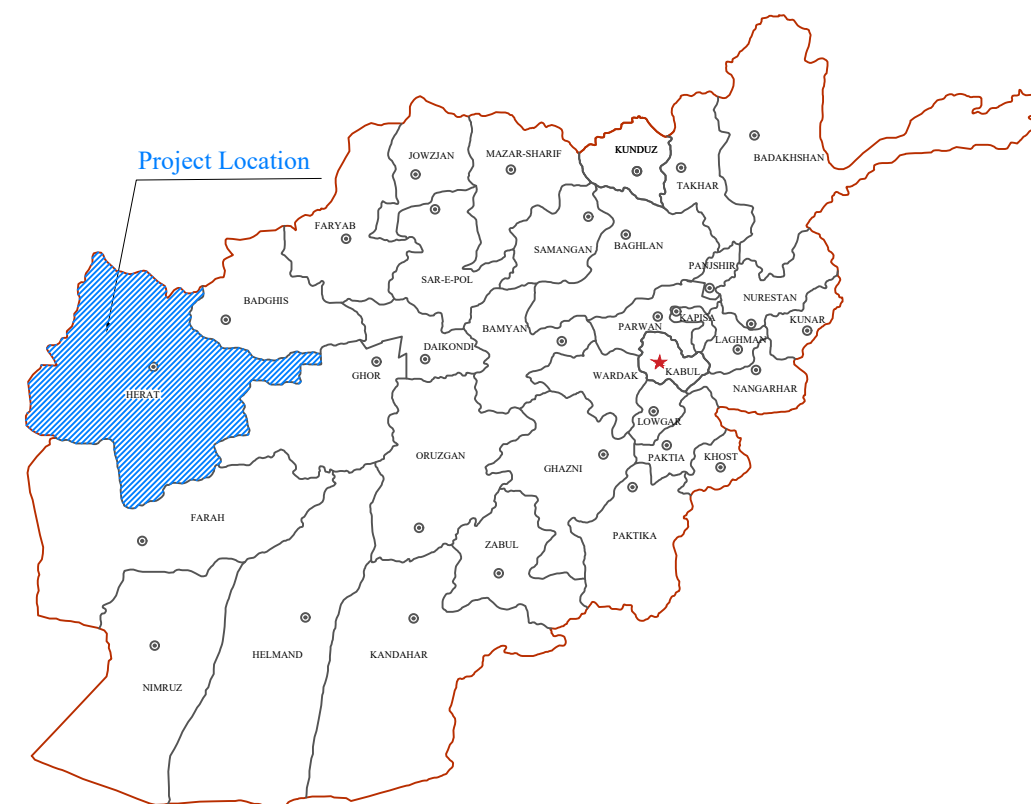 Project Location
JOWZJAN
MAZAR-SHARIF
KUNDUZ
TAKHAR
BADAKHSHAN
FARYAB
SAMANGAN
BAGHLAN
PANJSHIR
SAR-E-POL
BADGHIS
NURESTAN
BAMYAN
PARWAN
KAPISA
KUNAR
LAGHMAN
DAIKONDI
GHOR
WARDAK
KABUL
NANGARHAR
HERAT
LOWGAR
ORUZGAN
GHAZNI
PAKTIA
KHOST
FARAH
ZABUL
PAKTIKA
HELMAND
KANDAHAR
NIMRUZ